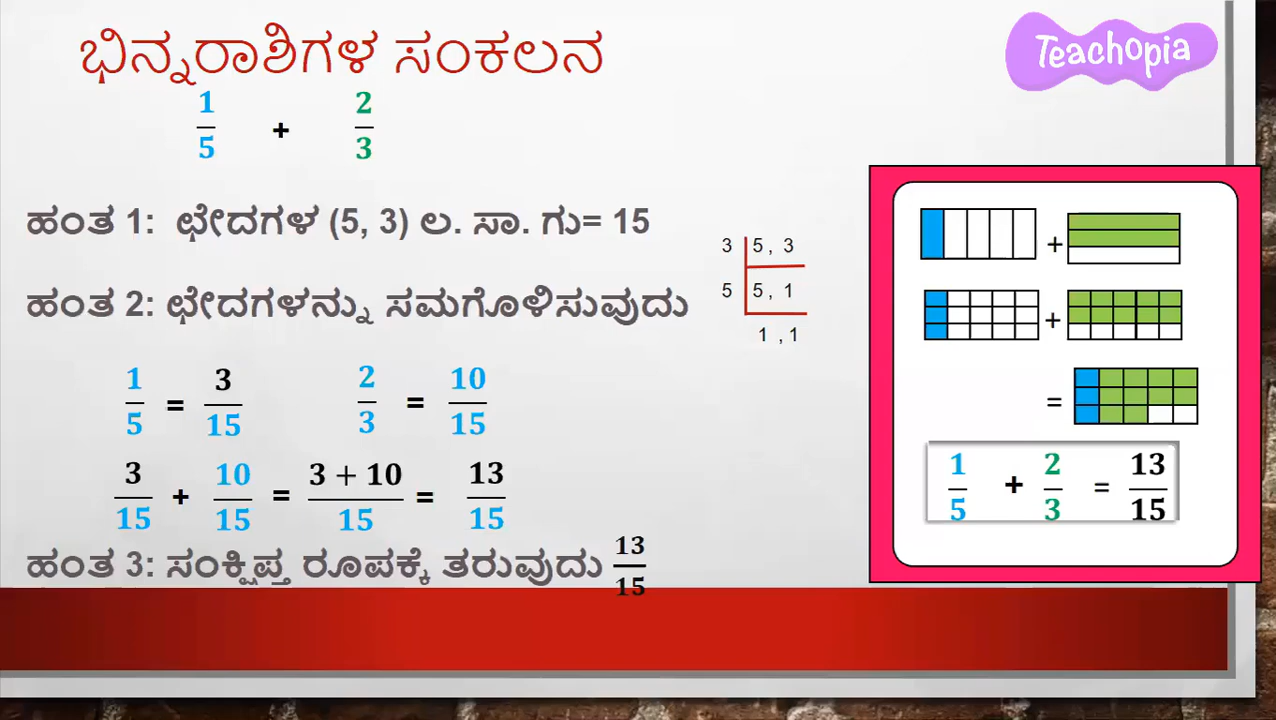 ಭಿನ್ನರಾಶಿಗಳ ಸಂಕಲನ
Teachopia
1/5 + 2/3
ಹಂತ 1: ಛೇದಗಳ (5, 3) ಲ. ಸಾ. ಗು= 15
ಹಂತ 2: ಛೇದಗಳನ್ನು ಸಮಗೊಳಿಸುವುದು
1/5 = 3/15 2/3 = 10/15
3/15 + 10/15 = 3 + 10/15 = 13/15
ಹಂತ 3: ಸಂಕ್ಷಿಪ್ತ ರೂಪಕ್ಕೆ ತರುವುದು 13/15
3 5, 3
5 5, 1
1 ,1
+
+
=
1/5 + 2/3 = 13/15